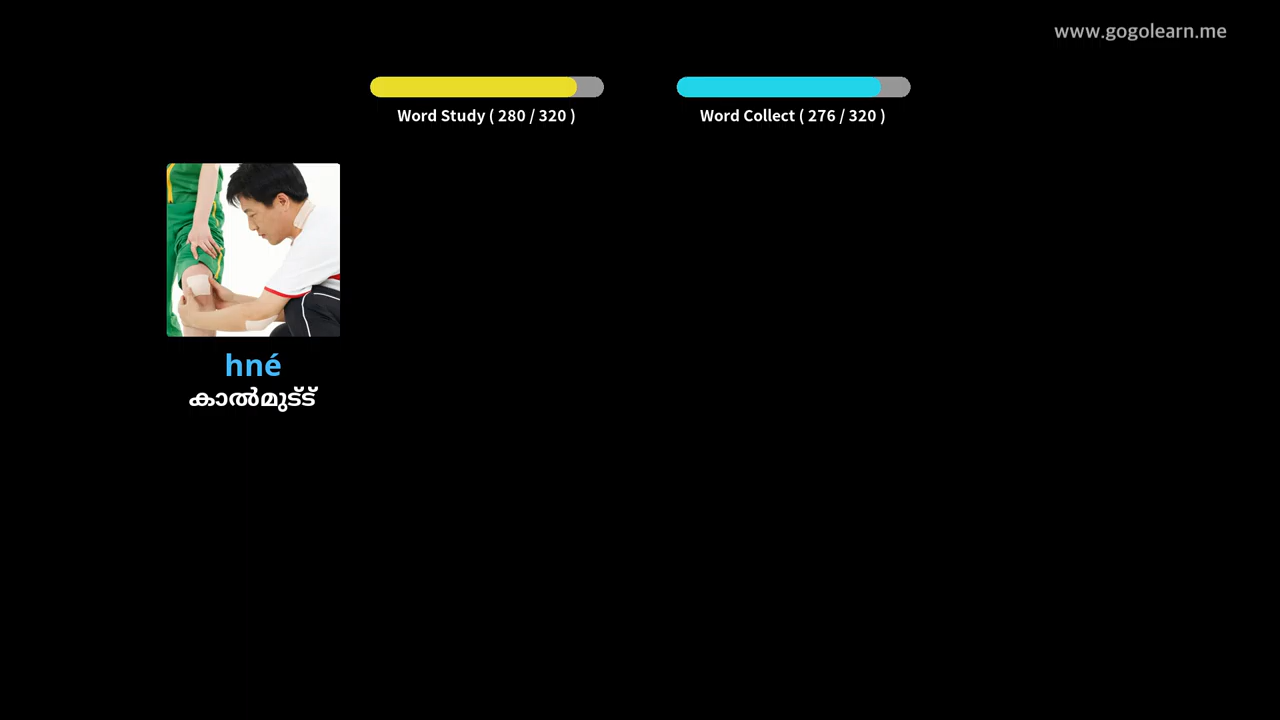 www.gogolearn.me
Word Study ( 280 / 320 )
Word Collect ( 276 / 320 )
hné
കാൽമുട്ട്